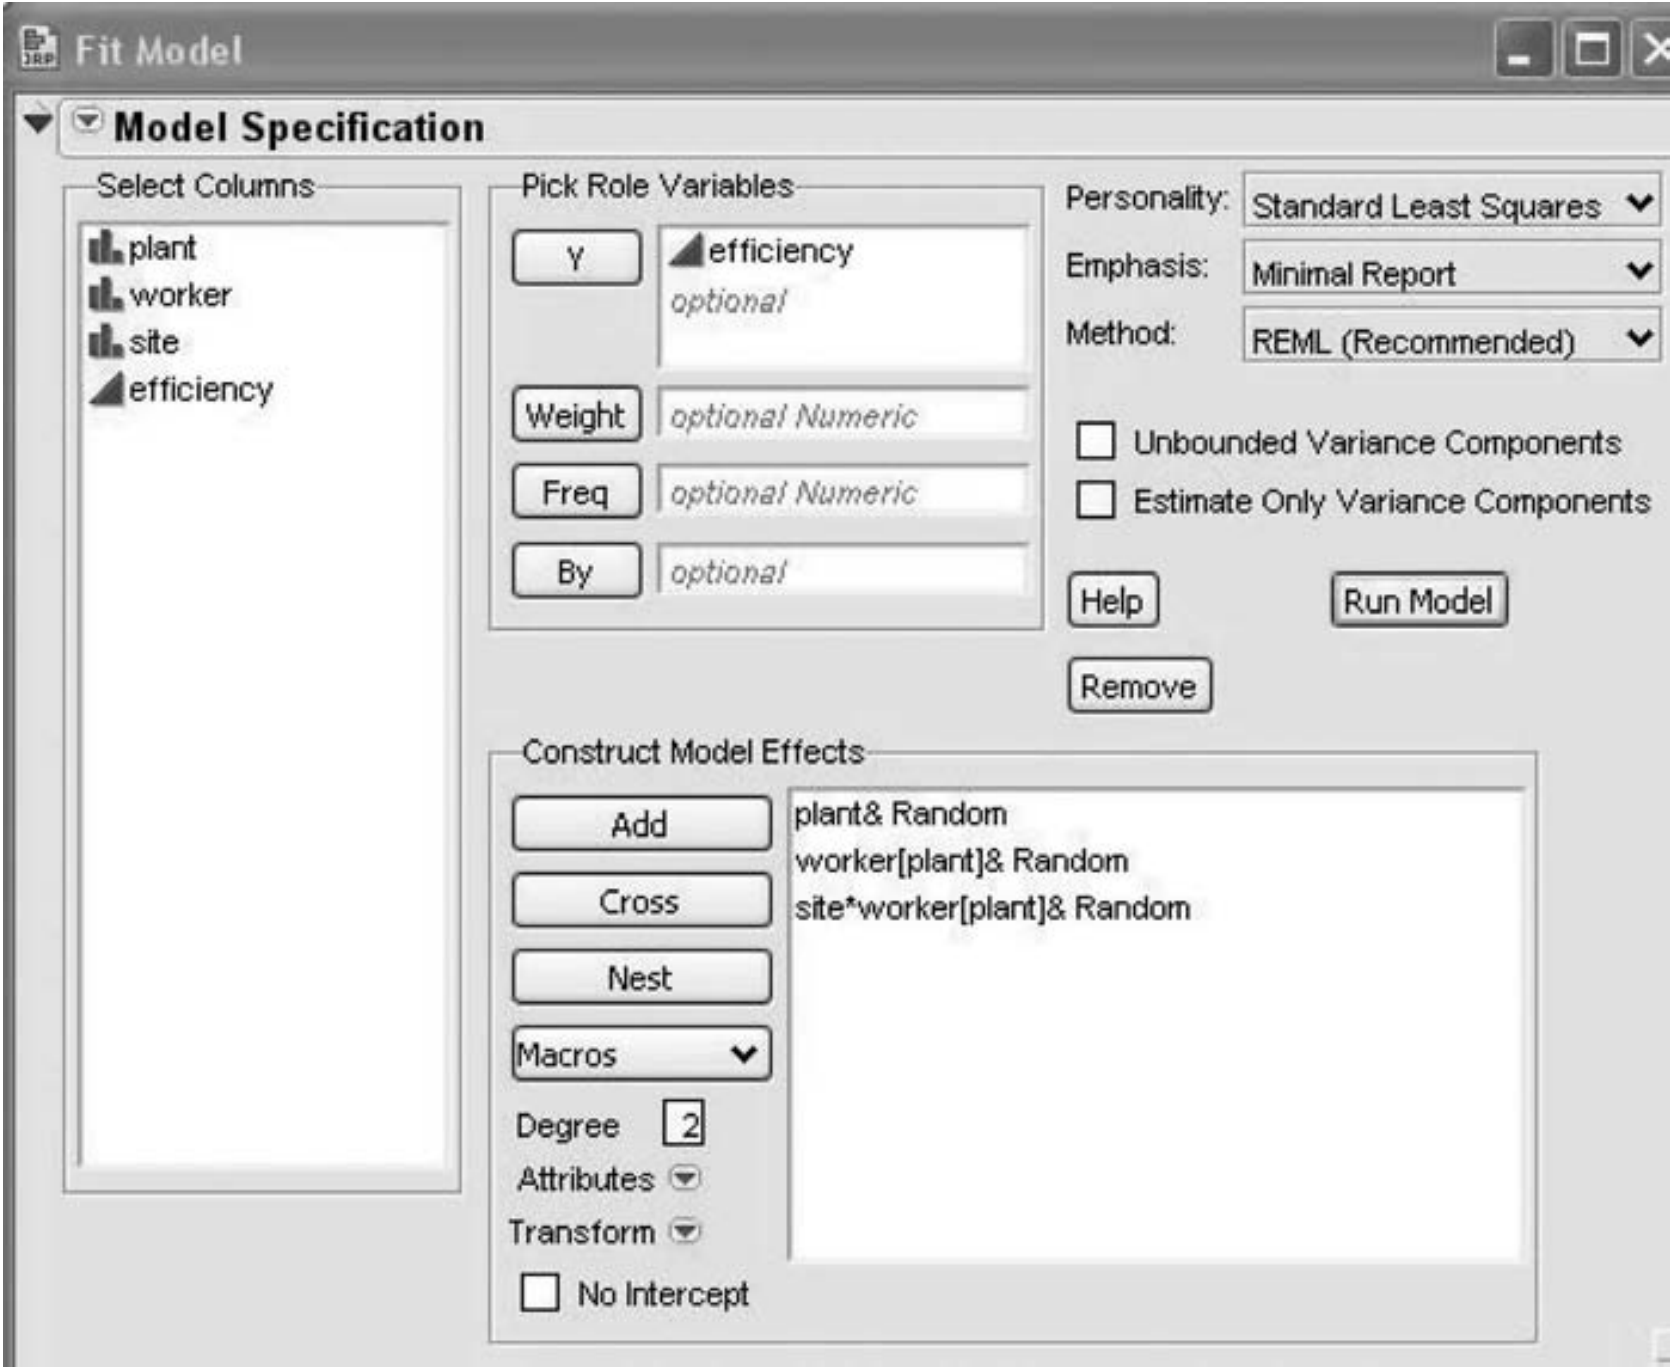 JRP Fit Model
Model Specification
Select Columns
plant
worker
site
efficiency
Pick Role Variables
Y
efficiency
optional
Weight
optional Numeric
Freq
optional Numeric
By
optional
Personality: Standard Least Squares
Emphasis: Minimal Report
Method: REML (Recommended)
Unbounded Variance Components
Estimate Only Variance Components
Help
Run Model
Remove
Construct Model Effects
Add
Cross
Nest
Macros
Degree 2
Attributes
Transform
No Intercept
plant& Random
worker[plant]& Random
site*worker[plant]& Random